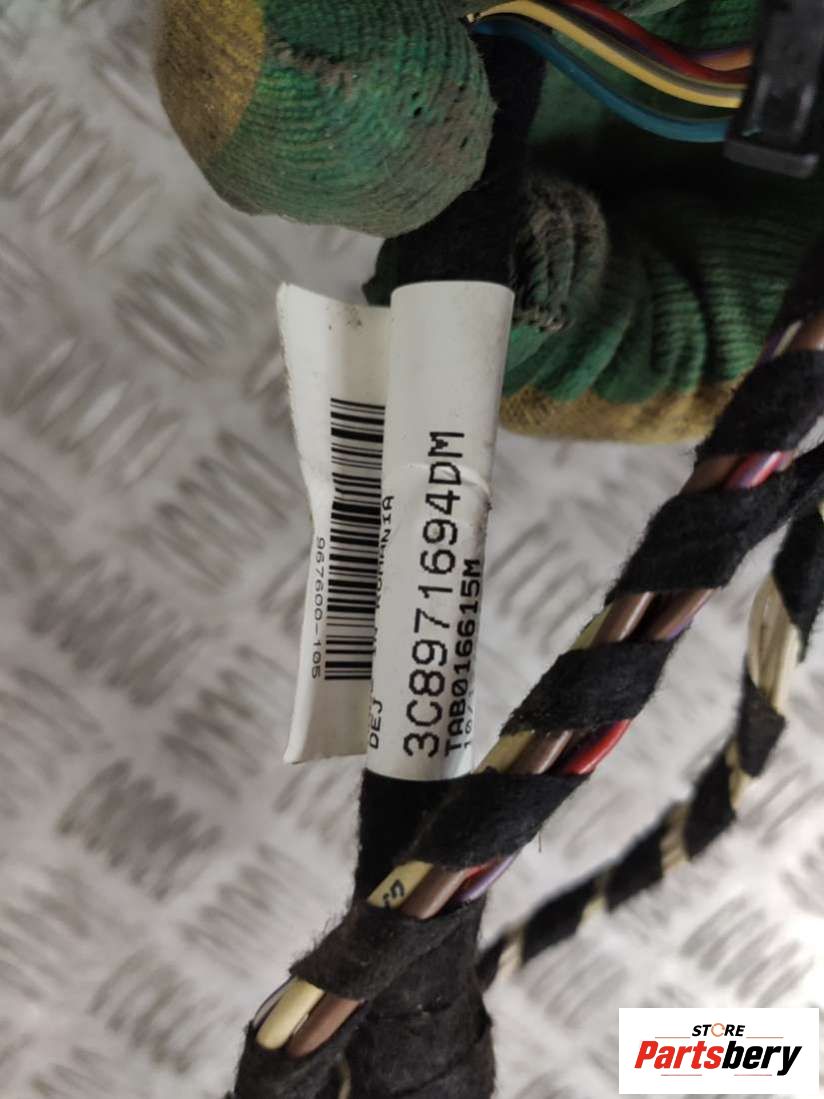 967600-105
DEJ
ROMANIA
3C8971694DM
TAB016615M
STORE
Partsbery